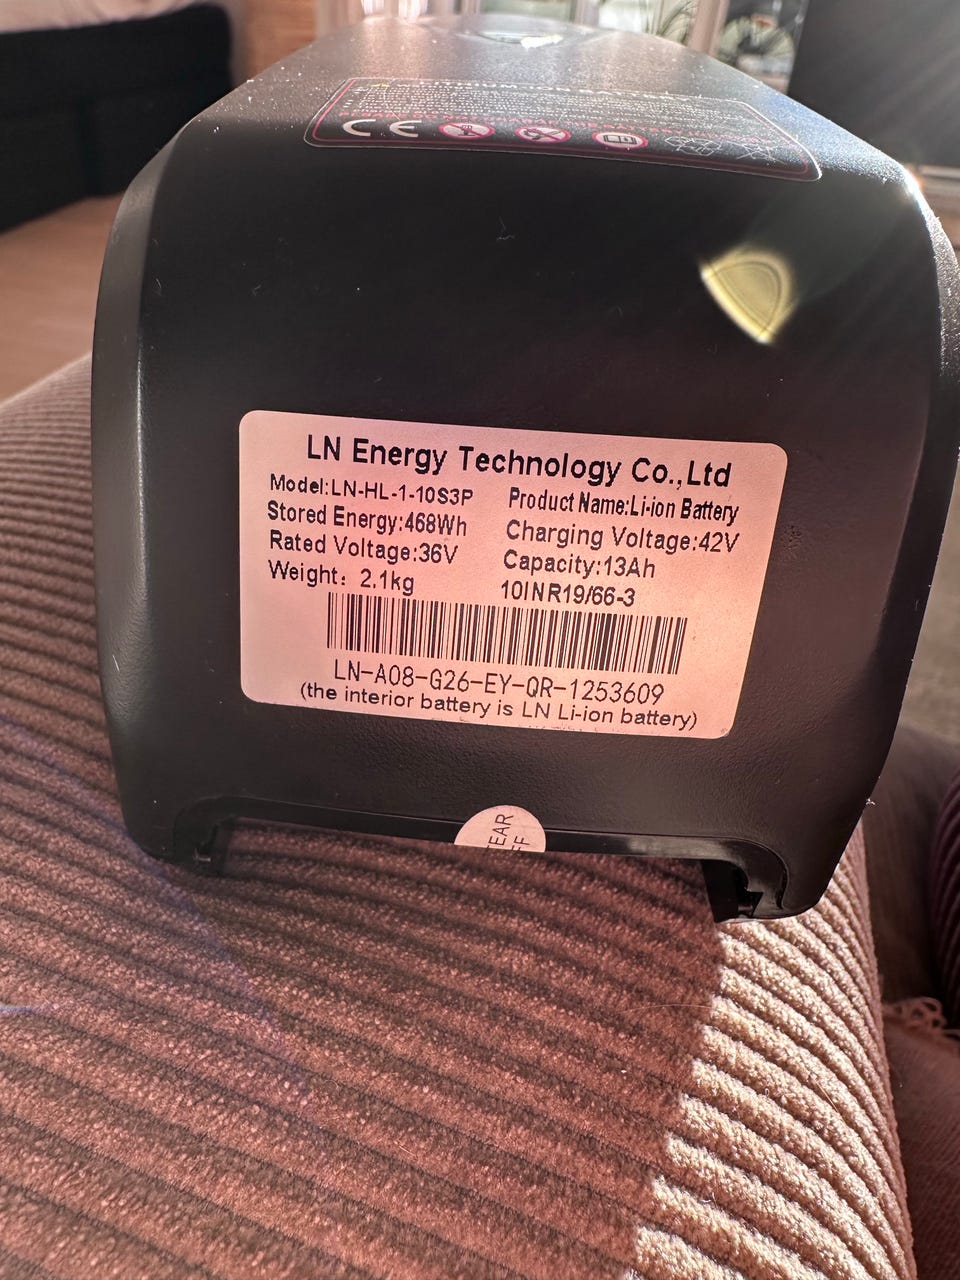 CE
LN Energy Technology Co.,Ltd
Model:LN-HL-1-10S3P Product Name:Li-ion Battery
Stored Energy:468Wh Charging Voltage:42V
Rated Voltage:36V Capacity:13Ah
Weight: 2.1kg 10INR19/66-3
LN-A08-G26-EY-QR-1253609
(the interior battery is LN Li-ion battery)